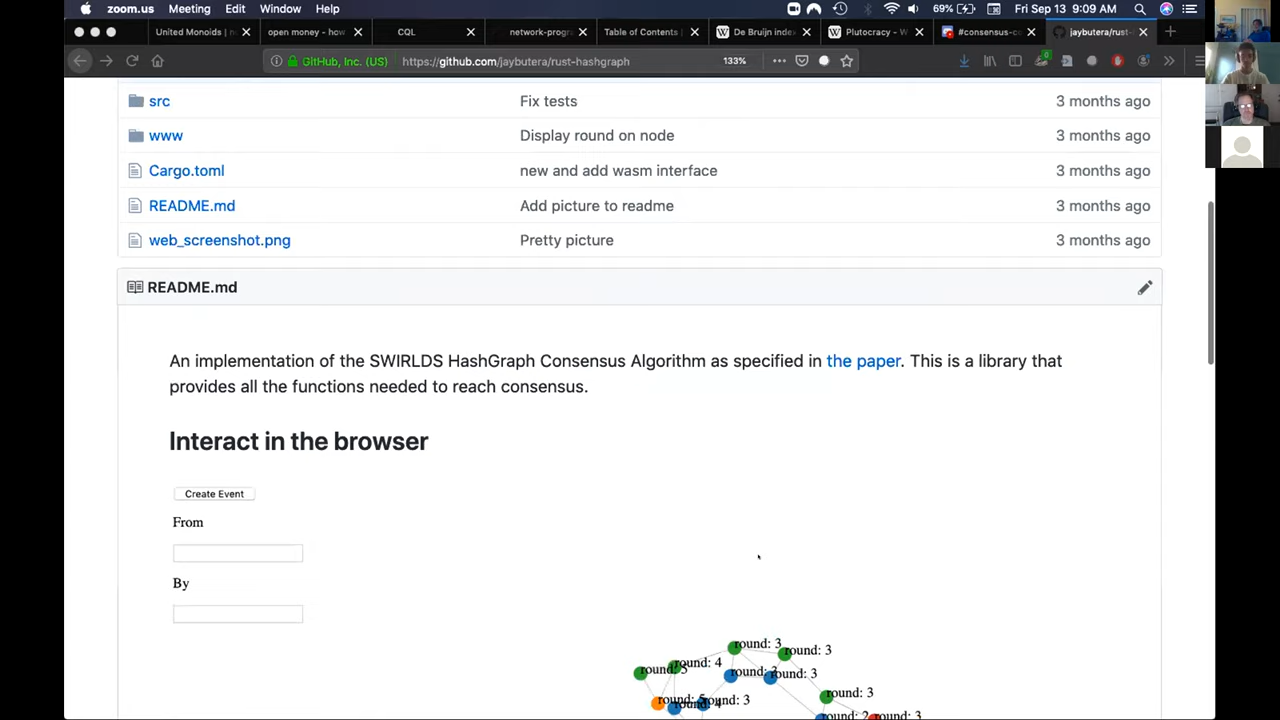 zoom.us Meeting Edit Window Help 69% Fri Sep 13 9:09 AM
United Monoids | open money - how CQL network-progra Table of Contents | De Bruijn index Plutocracy - W #consensus-c jaybutera/rust-
GitHub, Inc. (US) https://github.com/jaybutera/rust-hashgraph 133%
src Fix tests 3 months ago
www Display round on node 3 months ago
Cargo.toml new and add wasm interface 3 months ago
README.md Add picture to readme 3 months ago
web_screenshot.png Pretty picture 3 months ago
README.md
An implementation of the SWIRLDS HashGraph Consensus Algorithm as specified in the paper. This is a library that
provides all the functions needed to reach consensus.
Interact in the browser
Create Event
From
By
round: 3
round: 3
round: 4
round: 3
round: 3
round: 3
round: 2
round: 3